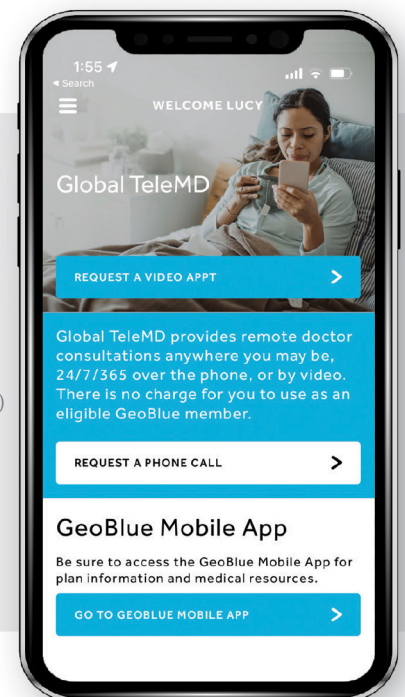 1:55
◀ Search
WELCOME LUCY
Global TeleMD
REQUEST A VIDEO APPT
Global TeleMD provides remote doctor
consultations anywhere you may be,
24/7/365 over the phone, or by video.
There is no charge for you to use as an
eligible GeoBlue member.
)
REQUEST A PHONE CALL
GeoBlue Mobile App
Be sure to access the GeoBlue Mobile App for
plan information and medical resources.
GO TO GEOBLUE MOBILE APP